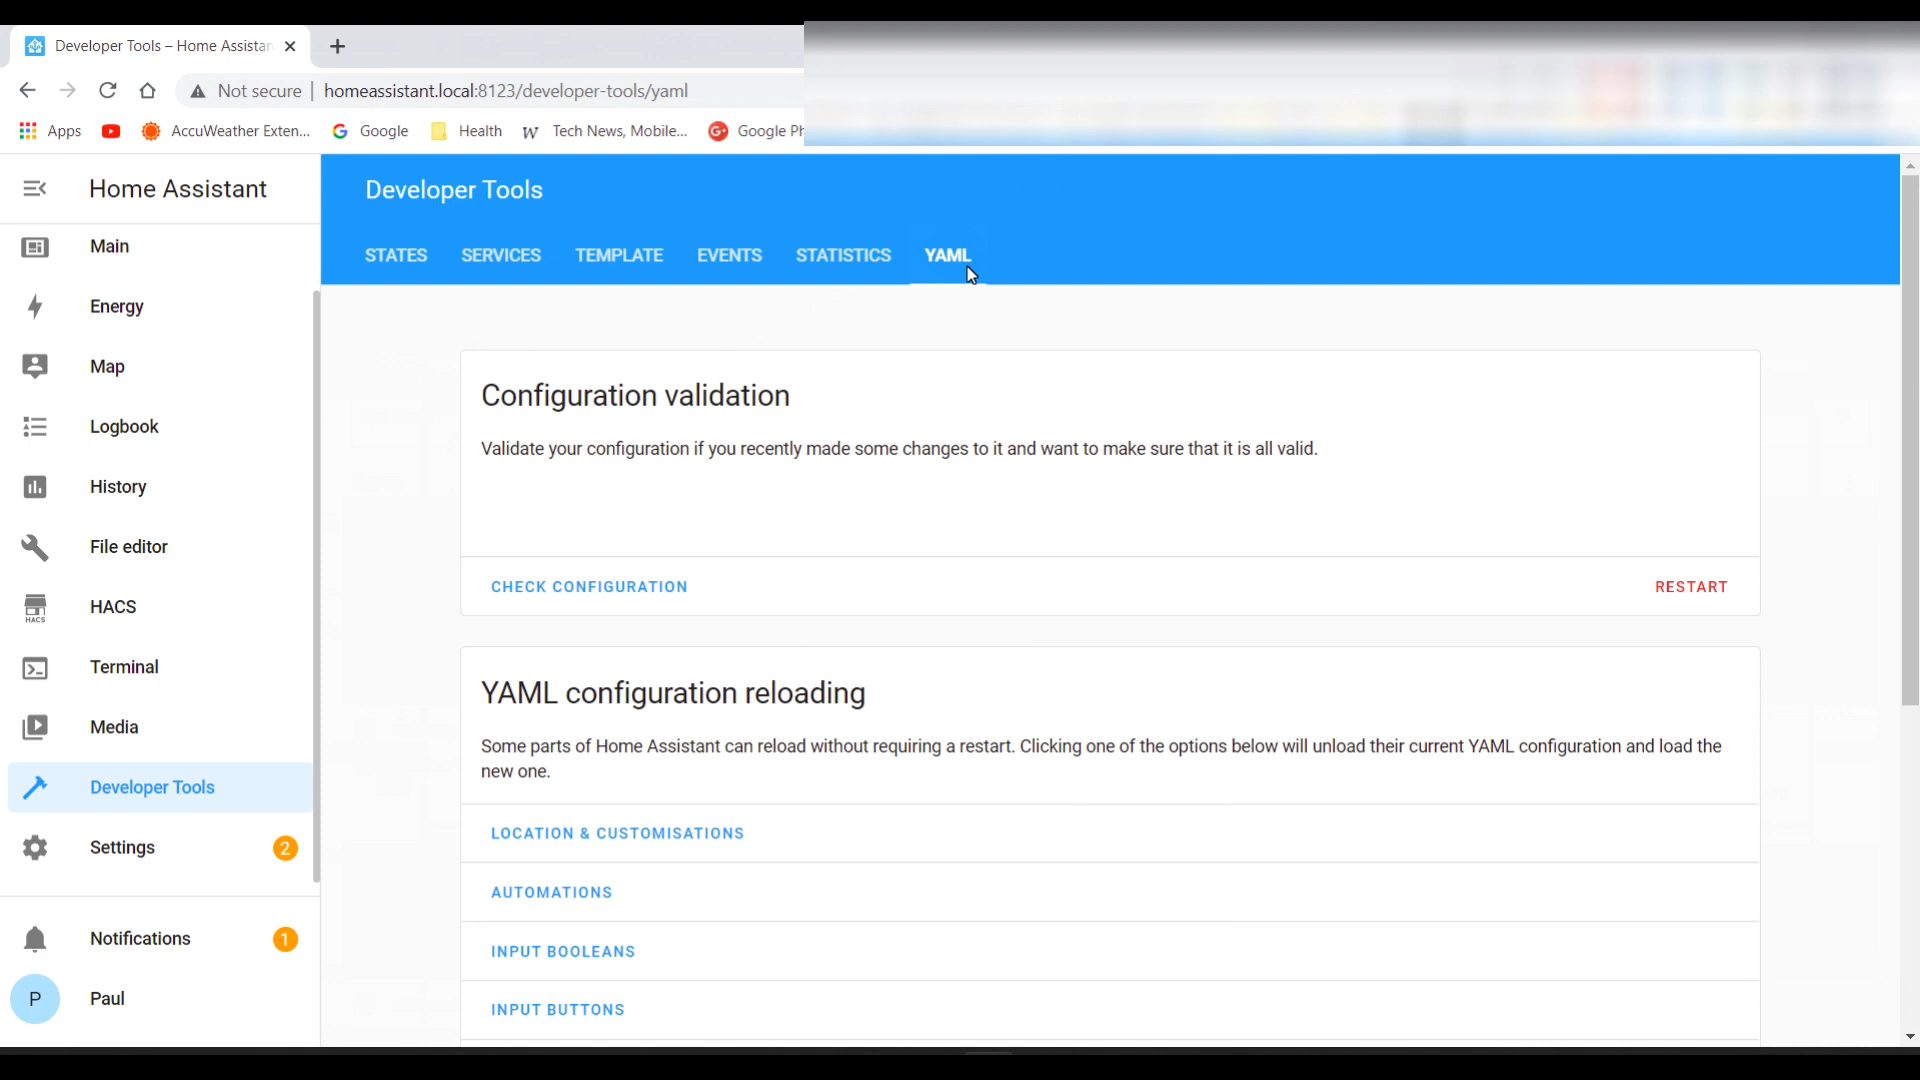 Developer Tools – Home Assistan
Not secure
homeassistant.local:8123/developer-tools/yaml
Apps
AccuWeather Exten...
Google
Health
W
Tech News, Mobile...
G+
Google Ph
Home Assistant
Main
Energy
Map
Logbook
History
File editor
HACS
HACS
Terminal
Media
Developer Tools
Settings
2
Notifications
1
P
Paul
Developer Tools
STATES
SERVICES
TEMPLATE
EVENTS
STATISTICS
YAML
Configuration validation
Validate your configuration if you recently made some changes to it and want to make sure that it is all valid.
CHECK CONFIGURATION
RESTART
YAML configuration reloading
Some parts of Home Assistant can reload without requiring a restart. Clicking one of the options below will unload their current YAML configuration and load the
new one.
LOCATION & CUSTOMISATIONS
AUTOMATIONS
INPUT BOOLEANS
INPUT BUTTONS